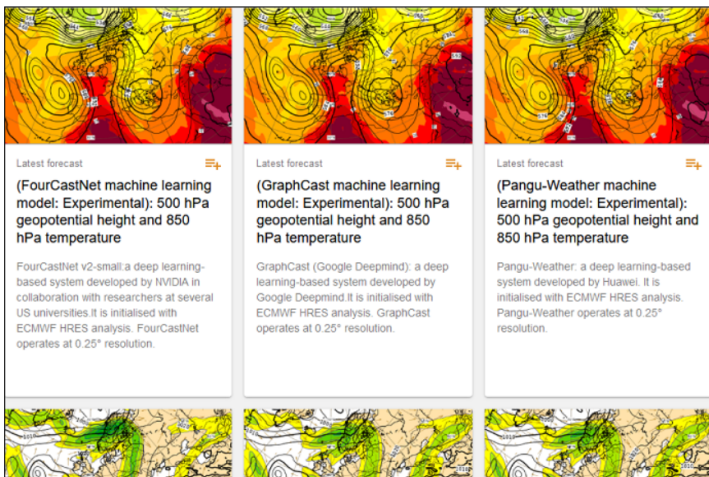 Latest forecast
(FourCastNet machine learning
model: Experimental): 500 hPa
geopotential height and 850
hPa temperature
FourCastNet v2-small:a deep learning-
based system developed by NVIDIA in
collaboration with researchers at several
US universities.It is initialised with
ECMWF HRES analysis. FourCastNet
operates at 0.25° resolution.
Latest forecast
(GraphCast machine learning
model: Experimental): 500 hPa
geopotential height and 850
hPa temperature
GraphCast (Google Deepmind): a deep
learning-based system developed by
Google Deepmind.It is initialised with
ECMWF HRES analysis. GraphCast
operates at 0.25° resolution.
Latest forecast
(Pangu-Weather machine
learning model: Experimental):
500 hPa geopotential height and
850 hPa temperature
Pangu-Weather: a deep learning-based
system developed by Huawei. It is
initialised with ECMWF HRES analysis.
Pangu-Weather operates at 0.25°
resolution.